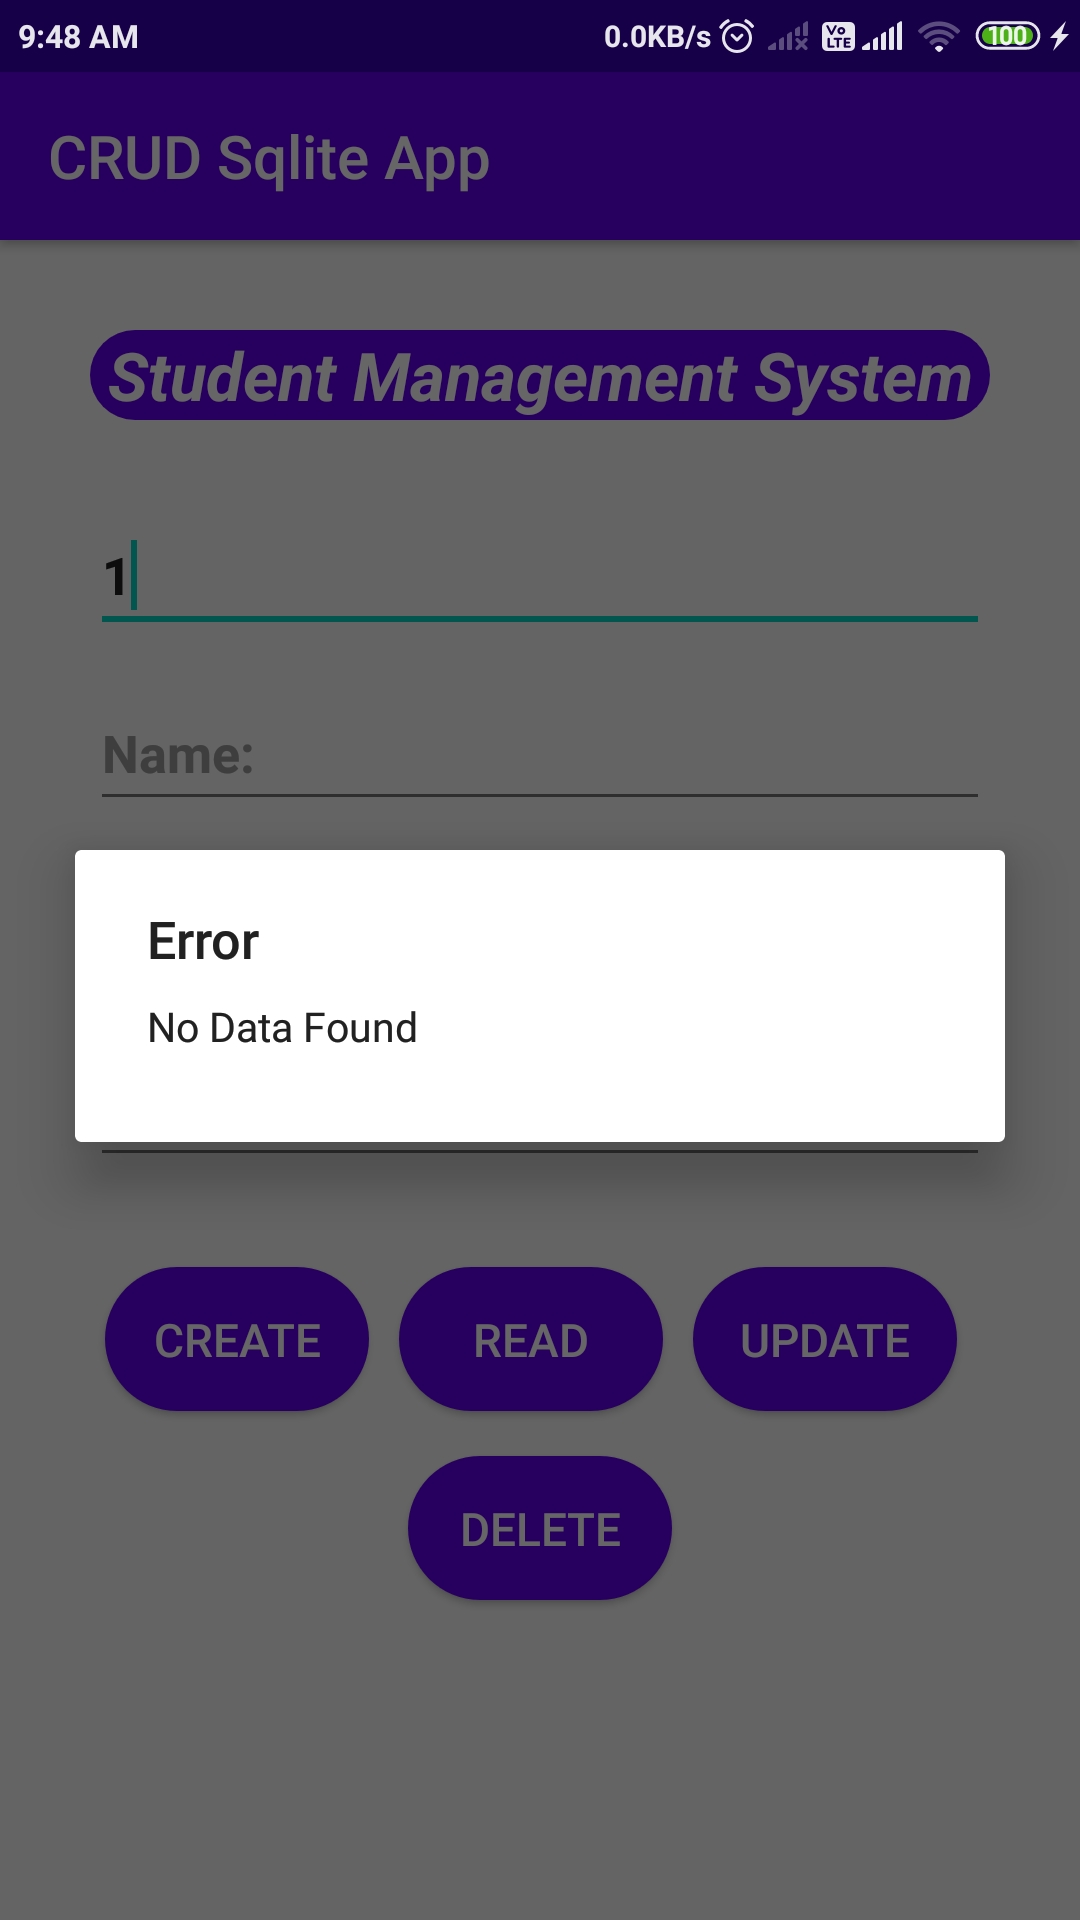 9:48 AM 0.0KB/s Vo LTE 100
CRUD Sqlite App
Student Management System
1
Name:
Error
No Data Found
CREATE READ UPDATE
DELETE